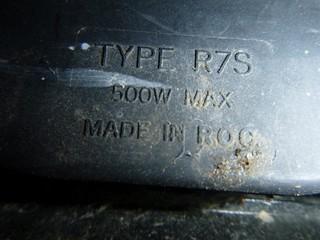 TYPE R7S
500W MAX
MADE IN R.O.C.